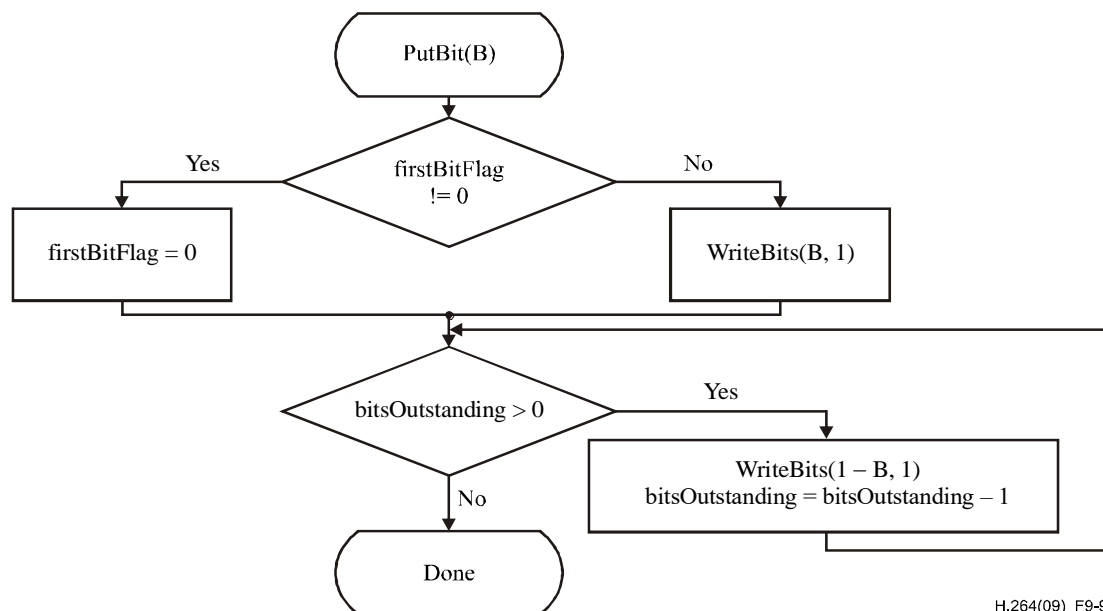 PutBit(B)
Yes
No
firstBitFlag
!= 0
firstBitFlag = 0
WriteBits(B, 1)
Yes
bitsOutstanding > 0
WriteBits(1 – B, 1)
bitsOutstanding = bitsOutstanding – 1
No
Done